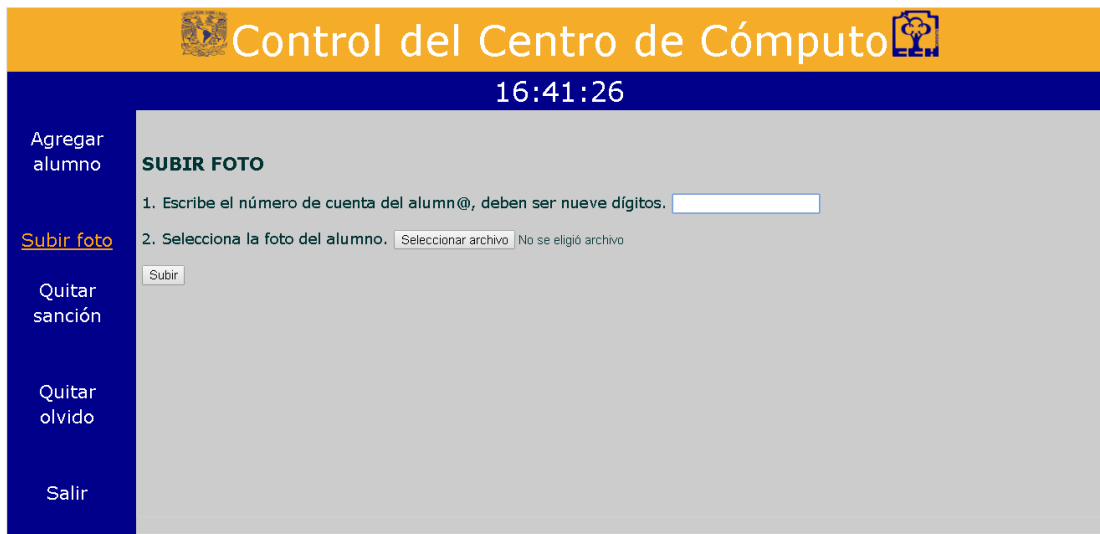 Control del Centro de Cómputo
CCH
16:41:26
Agregar
alumno
Subir foto
Quitar
sanción
Quitar
olvido
Salir
SUBIR FOTO
1. Escribe el número de cuenta del alumn@, deben ser nueve dígitos.
2. Selecciona la foto del alumno. Seleccionar archivo No se eligió archivo
Subir